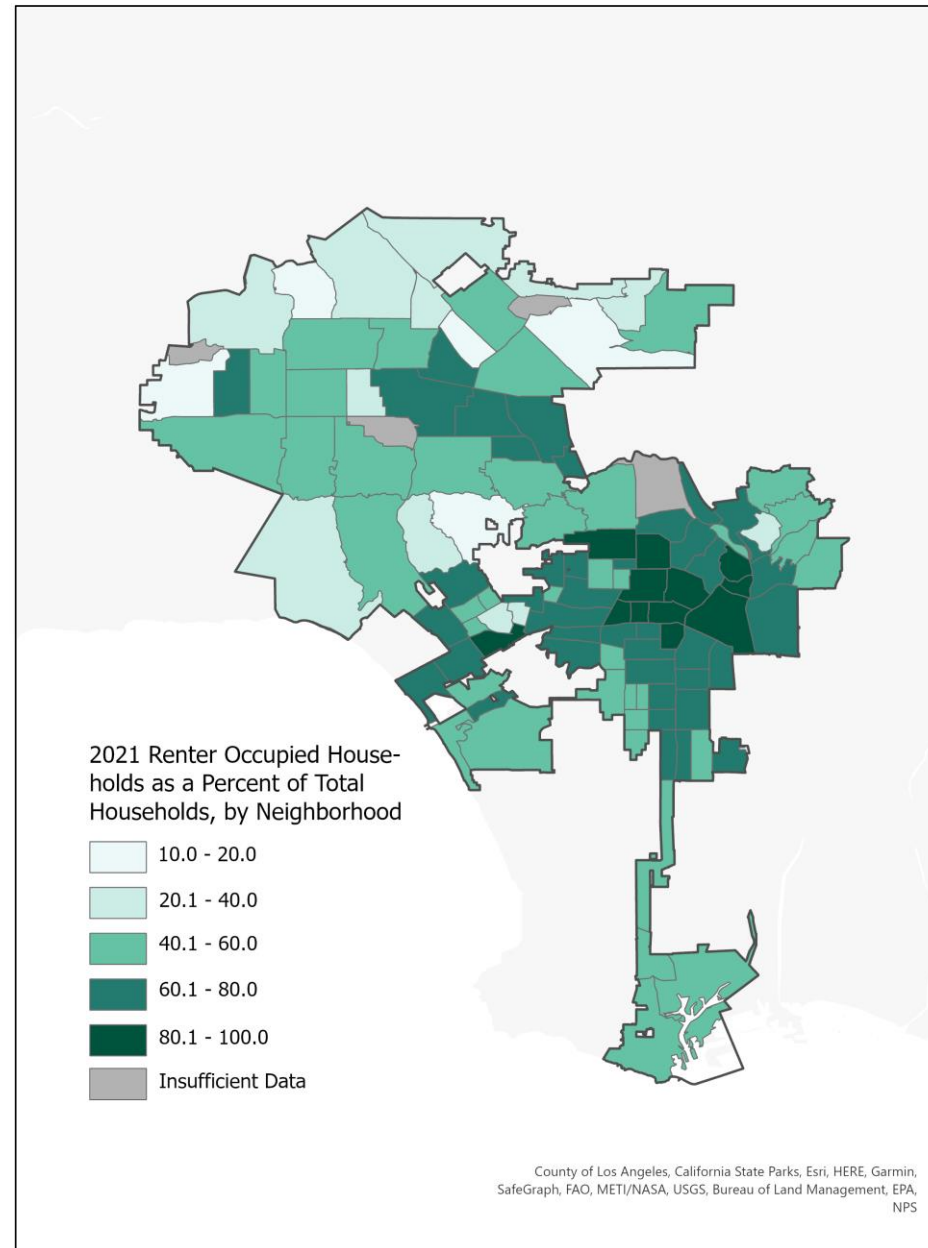 2021 Renter Occupied House-
holds as a Percent of Total
Households, by Neighborhood
10.0 - 20.0
20.1 - 40.0
40.1 - 60.0
60.1 - 80.0
80.1 - 100.0
Insufficient Data
County of Los Angeles, California State Parks, Esri, HERE, Garmin,
SafeGraph, FAO, METI/NASA, USGS, Bureau of Land Management, EPA,
NPS